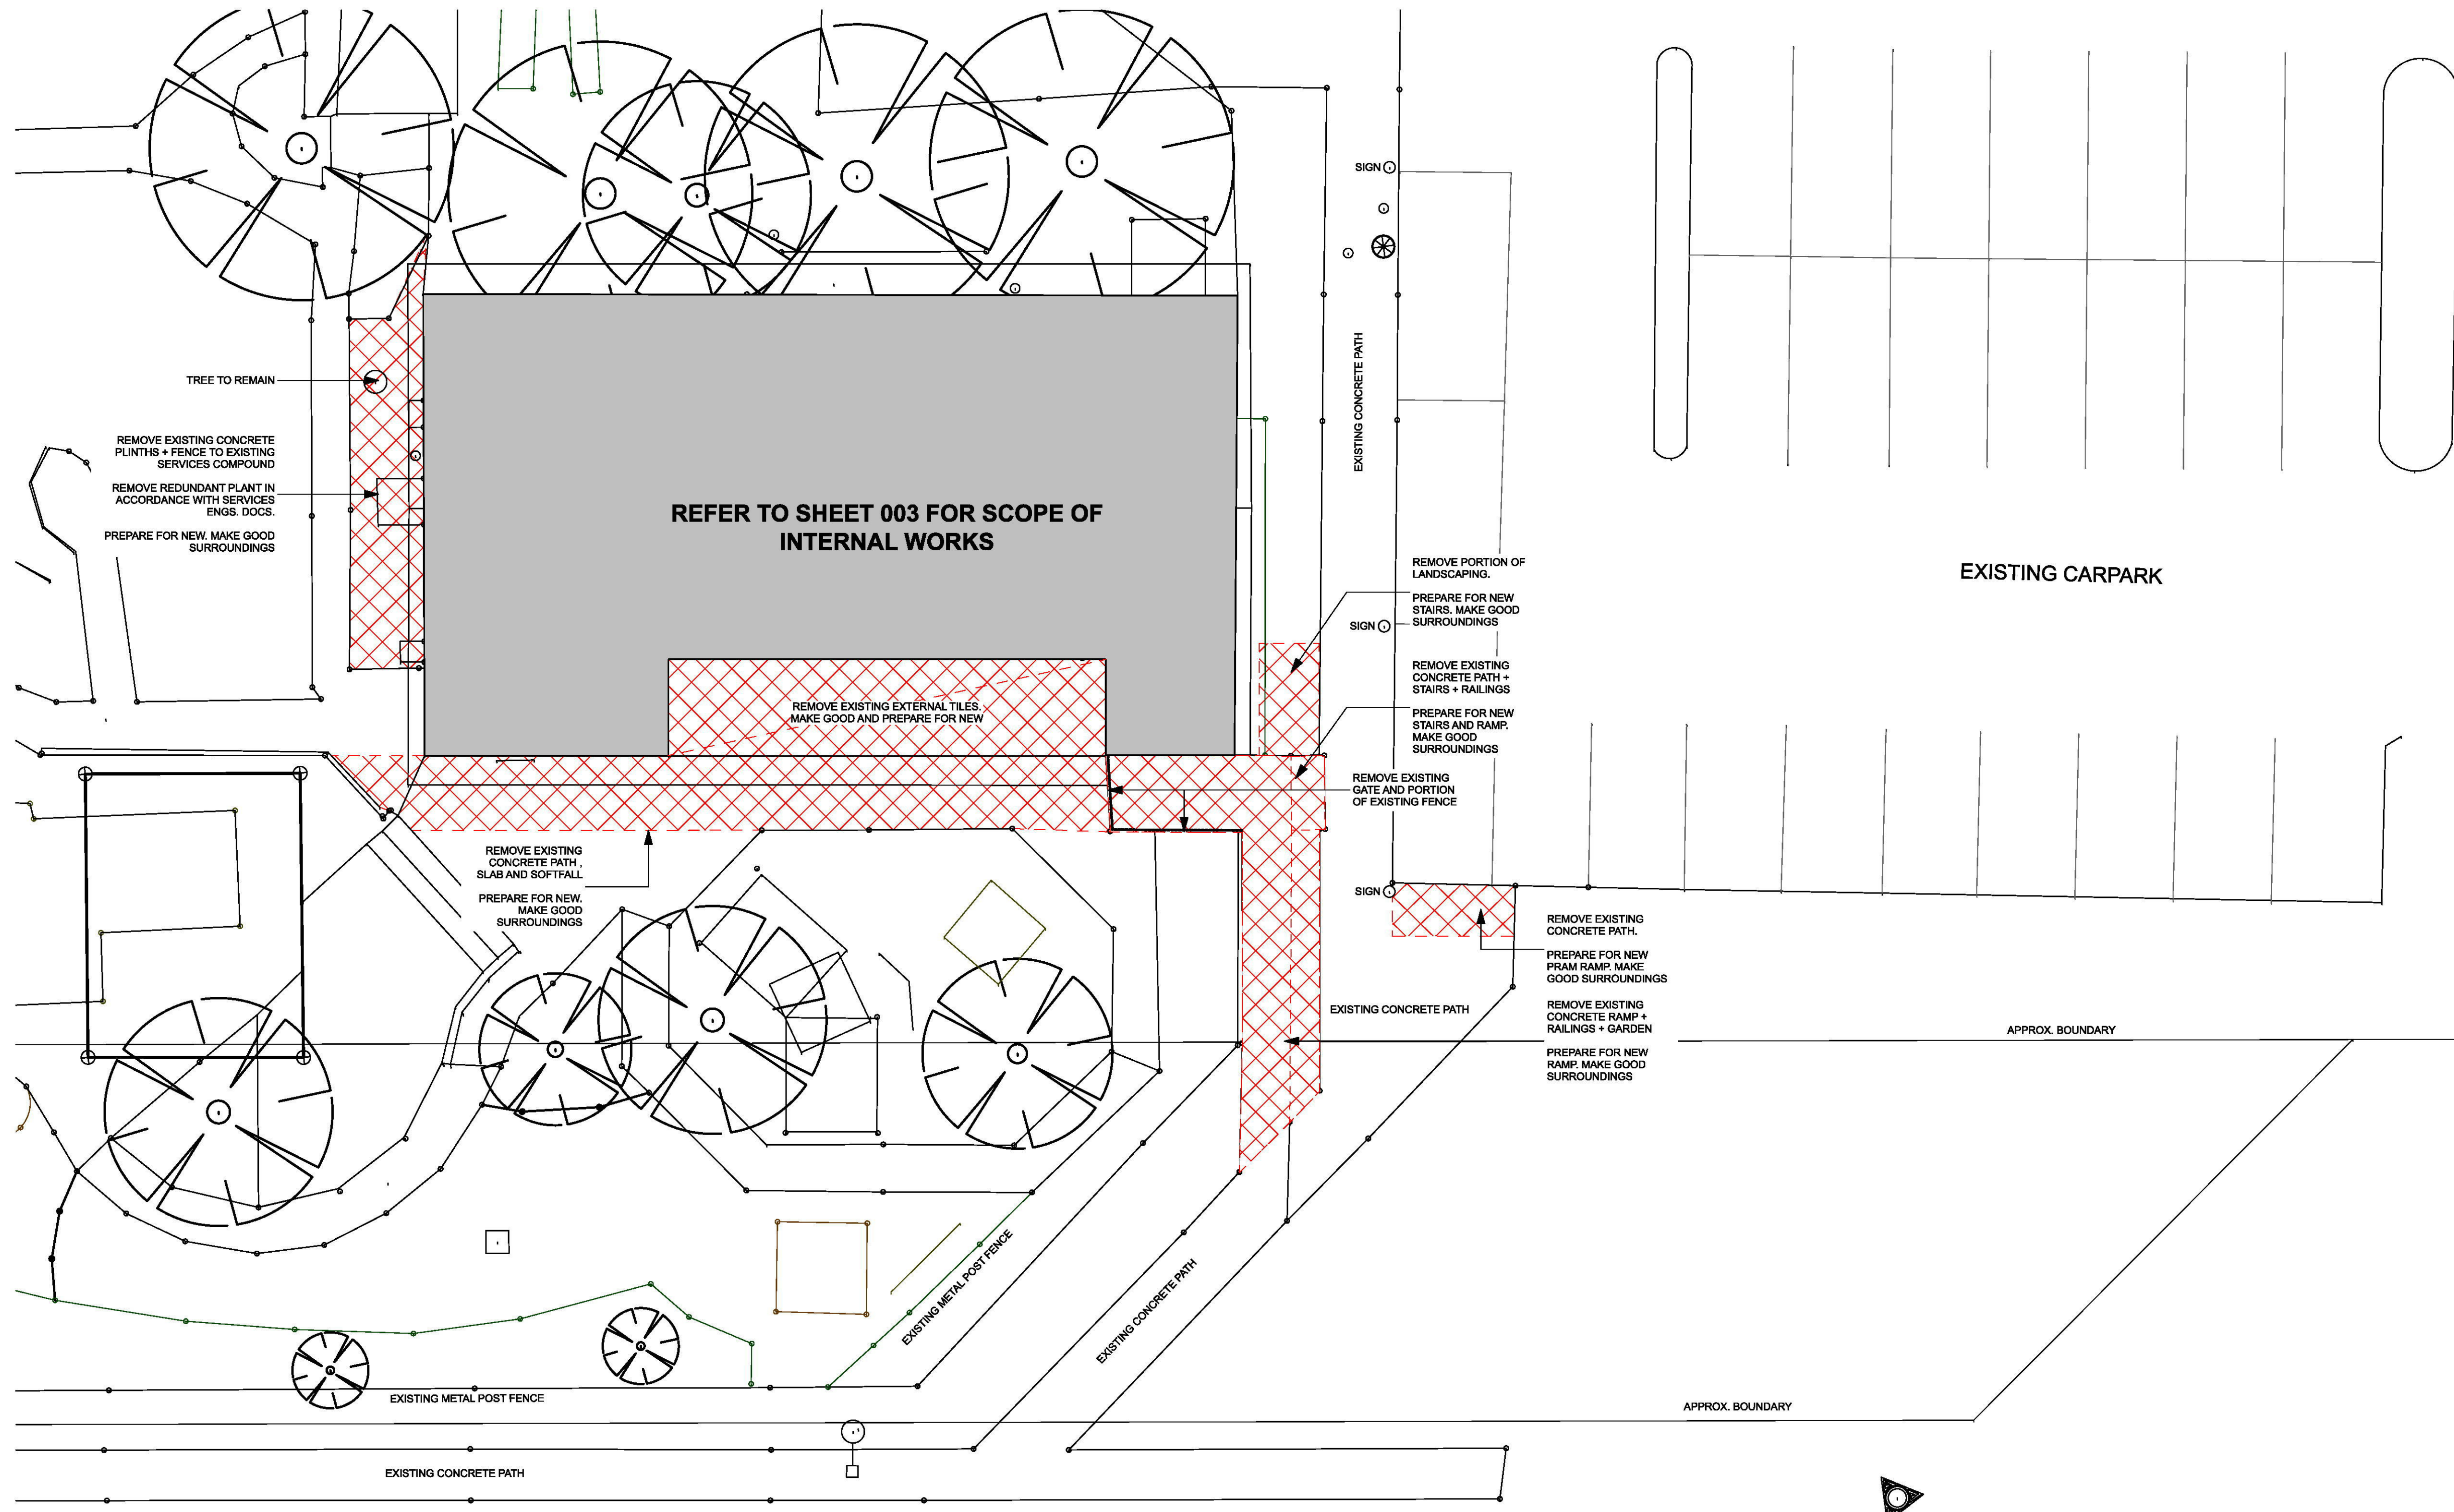 SIGN
TREE TO REMAIN
REMOVE EXISTING CONCRETE
PLINTHS + FENCE TO EXISTING
SERVICES COMPOUND
REMOVE REDUNDANT PLANT IN
ACCORDANCE WITH SERVICES
ENGS. DOCS.
PREPARE FOR NEW. MAKE GOOD
SURROUNDINGS
REFER TO SHEET 003 FOR SCOPE OF
INTERNAL WORKS
EXISTING CONCRETE PATH
EXISTING CARPARK
REMOVE PORTION OF
LANDSCAPING.
PREPARE FOR NEW
STAIRS. MAKE GOOD
SURROUNDINGS
SIGN
REMOVE EXISTING
CONCRETE PATH +
STAIRS + RAILINGS
PREPARE FOR NEW
STAIRS AND RAMP.
MAKE GOOD
SURROUNDINGS
REMOVE EXISTING EXTERNAL TILES.
MAKE GOOD AND PREPARE FOR NEW
REMOVE EXISTING
GATE AND PORTION
OF EXISTING FENCE
REMOVE EXISTING
CONCRETE PATH ,
SLAB AND SOFTFALL
PREPARE FOR NEW.
MAKE GOOD
SURROUNDINGS
SIGN
REMOVE EXISTING
CONCRETE PATH.
PREPARE FOR NEW
PRAM RAMP. MAKE
GOOD SURROUNDINGS
EXISTING CONCRETE PATH
REMOVE EXISTING
CONCRETE RAMP +
RAILINGS + GARDEN
PREPARE FOR NEW
RAMP. MAKE GOOD
SURROUNDINGS
APPROX. BOUNDARY
EXISTING METAL POST FENCE
EXISTING CONCRETE PATH
EXISTING METAL POST FENCE
APPROX. BOUNDARY
EXISTING CONCRETE PATH